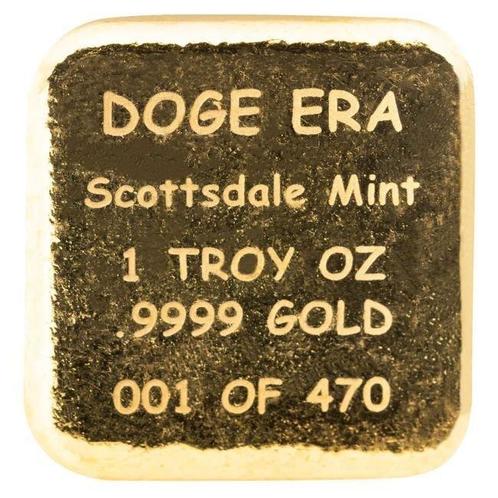 DOGE ERA
Scottsdale Mint
1 TROY OZ
.9999 GOLD
001 OF 470